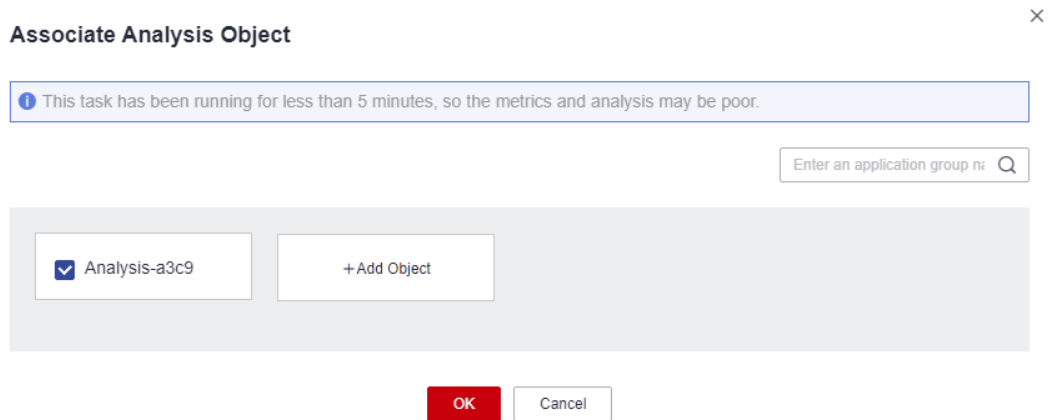 Associate Analysis Object
This task has been running for less than 5 minutes, so the metrics and analysis may be poor.
Enter an application group na
Analysis-a3c9
+Add Object
OK
Cancel